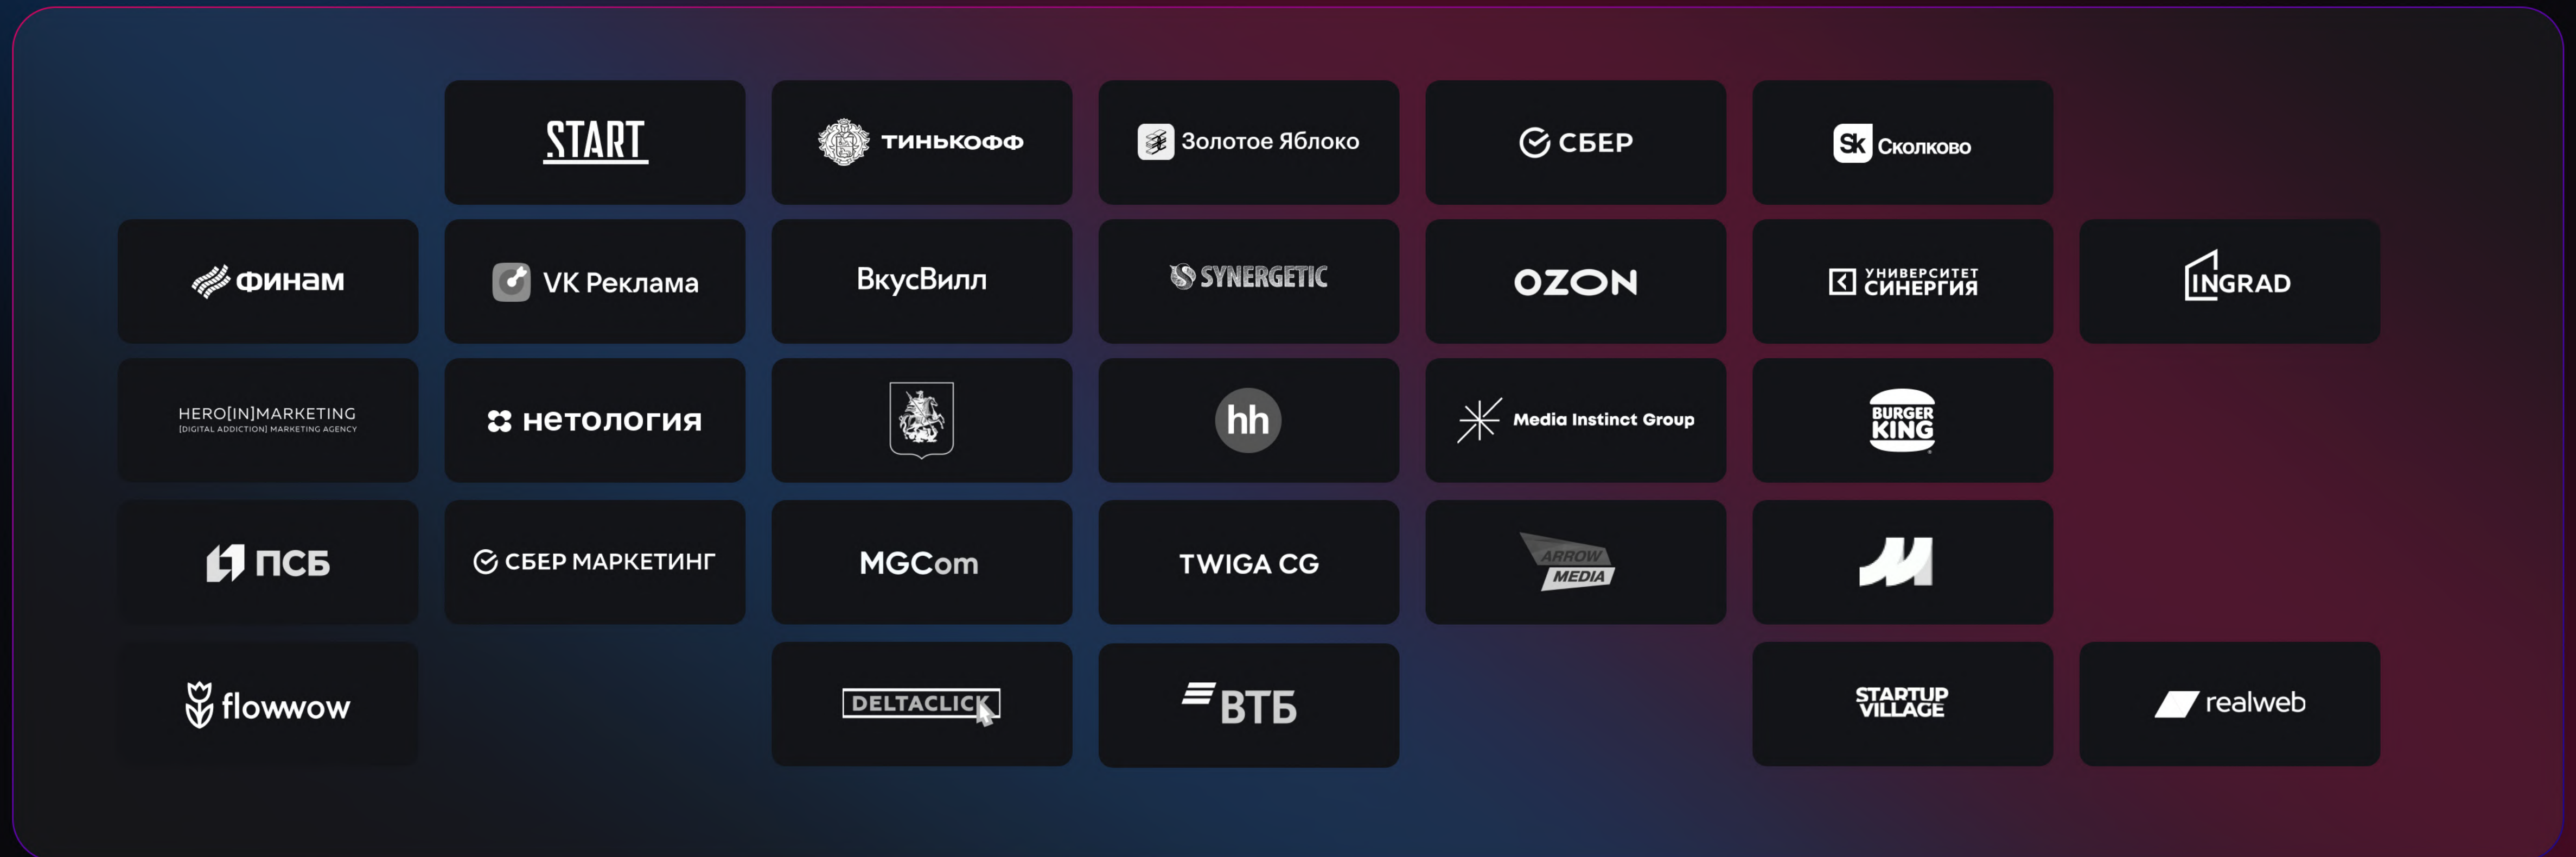 START
ТИНЬКОФФ
Золотое Яблоко
СБЕР
Sk Сколково
ФИНАМ
VK Реклама
ВкусВилл
SYNERGETIC
OZON
УНИВЕРСИТЕТ
СИНЕРГИЯ
INGRAD
HERO[IN]MARKETING
[DIGITAL ADDICTION] MARKETING AGENCY
нетология
hh
Media Instinct Group
BURGER
KING
ПСБ
СБЕР МАРКЕТИНГ
MGCom
TWIGA CG
ARROW
MEDIA
flowwow
DELTACLICK
ВТБ
STARTUP
VILLAGE
realweb